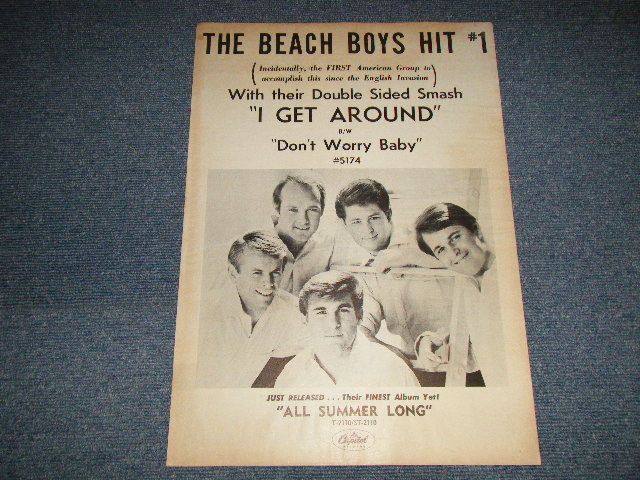 THE BEACH BOYS HIT #1
(Incidentally, the FIRST American Group to
accomplish this since the English Invasion)
With their Double Sided Smash
"I GET AROUND"
B/W
"Don't Worry Baby"
#5174
JUST RELEASED . . . Their FINEST Album Yet!
"ALL SUMMER LONG"
T-2110/ST-2110
Capitol
RECORDS